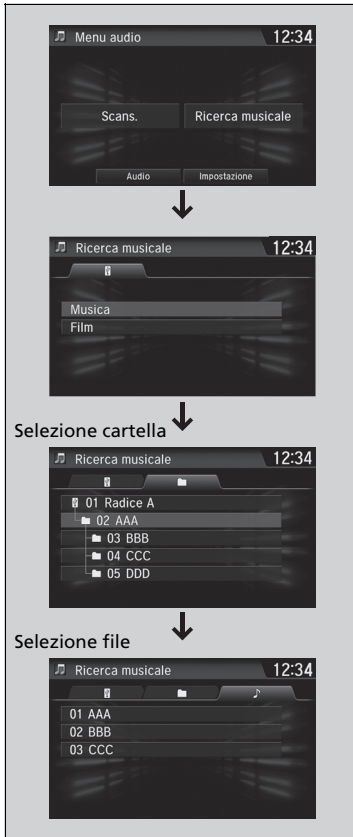 Menu audio 12:34
Scans. Ricerca musicale
Audio Impostazione
Ricerca musicale 12:34
Musica
Film
Selezione cartella
Ricerca musicale 12:34
01 Radice A
02 AAA
03 BBB
04 CCC
05 DDD
Selezione file
Ricerca musicale 12:34
01 AAA
02 BBB
03 CCC